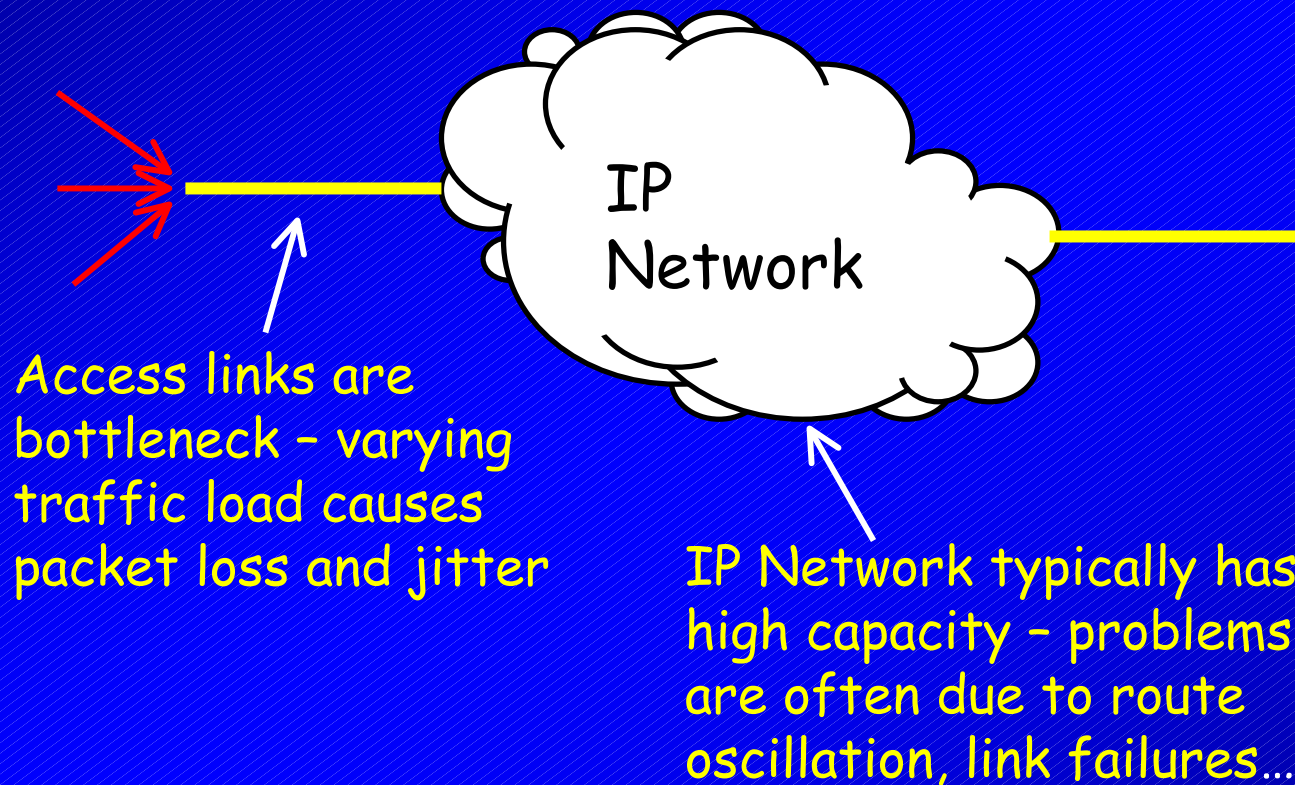 IP
Network
Access links are
bottleneck – varying
traffic load causes
packet loss and jitter
IP Network typically has
high capacity – problems
are often due to route
oscillation, link failures...